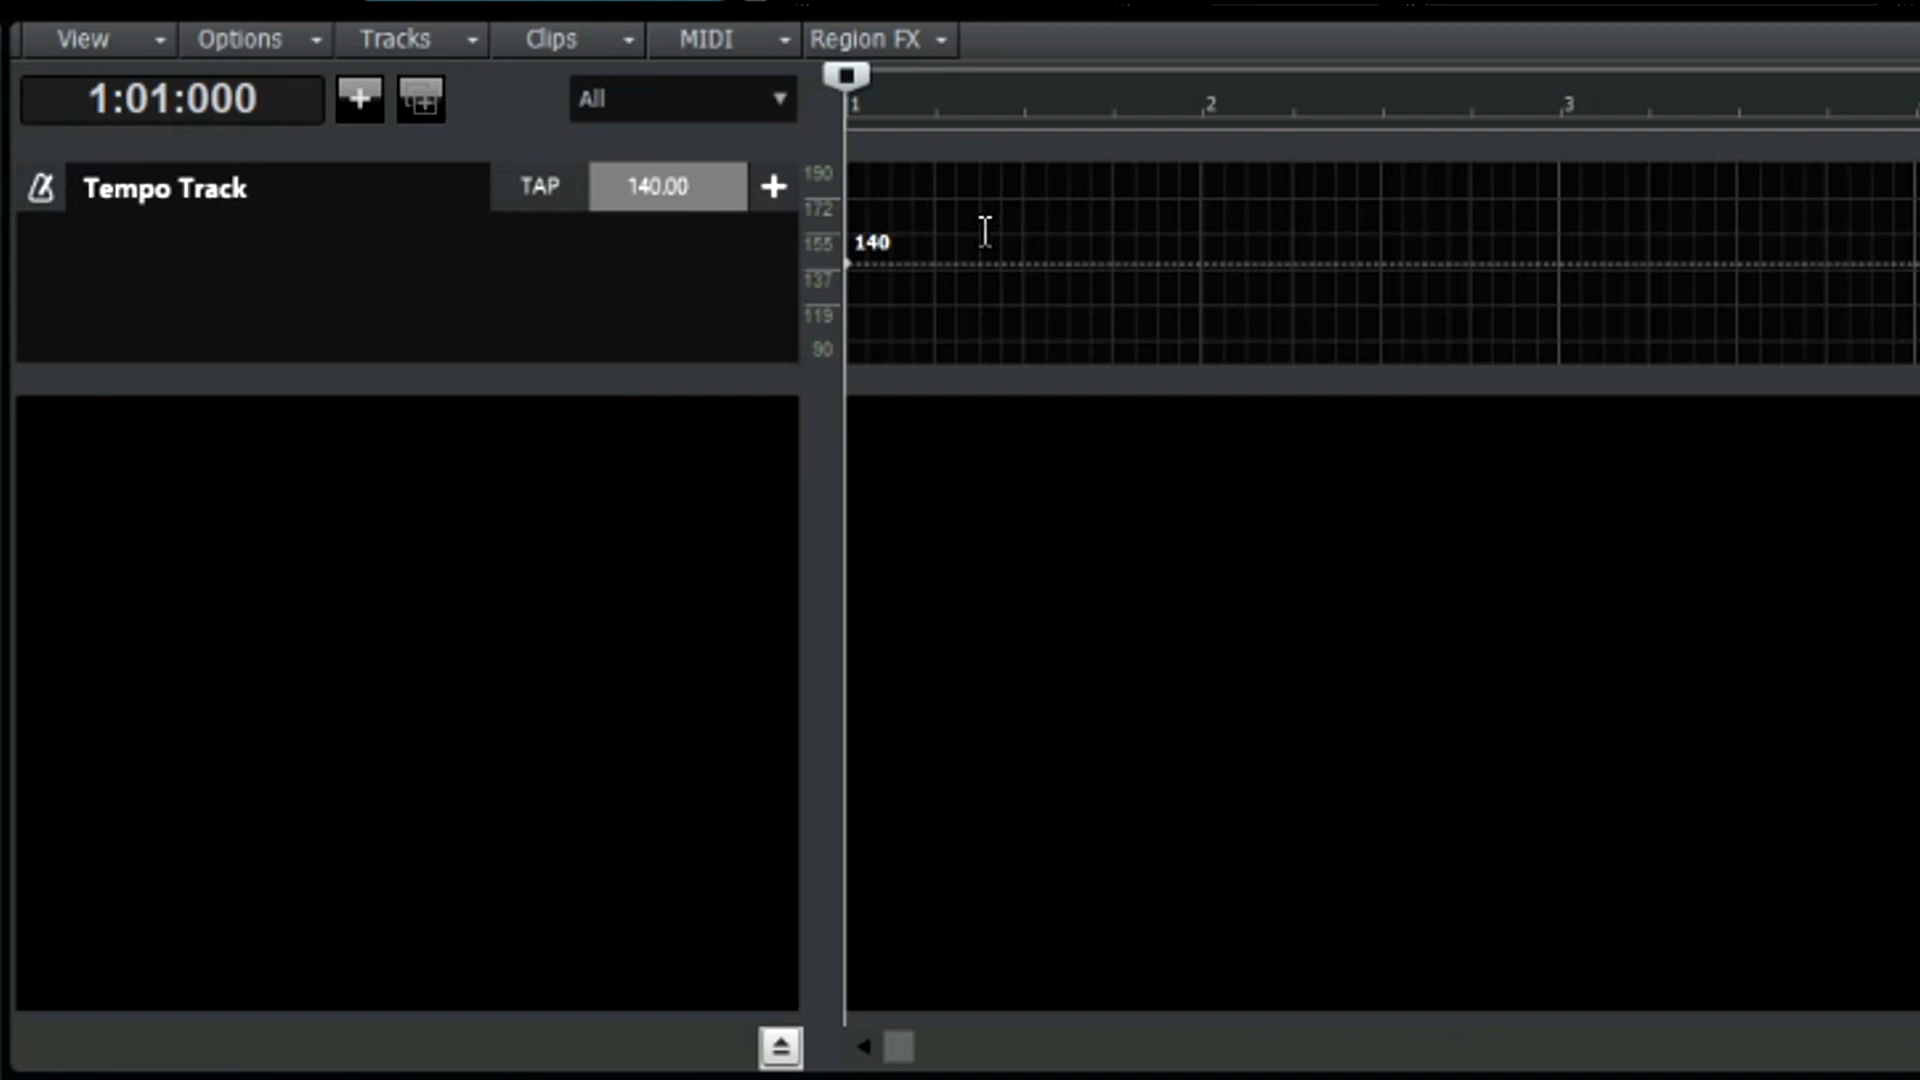 View Options Tracks Clips MIDI Region FX
1:01:000 All
1 2 3
Tempo Track TAP 140.00
190
172
155 140
137
119
90